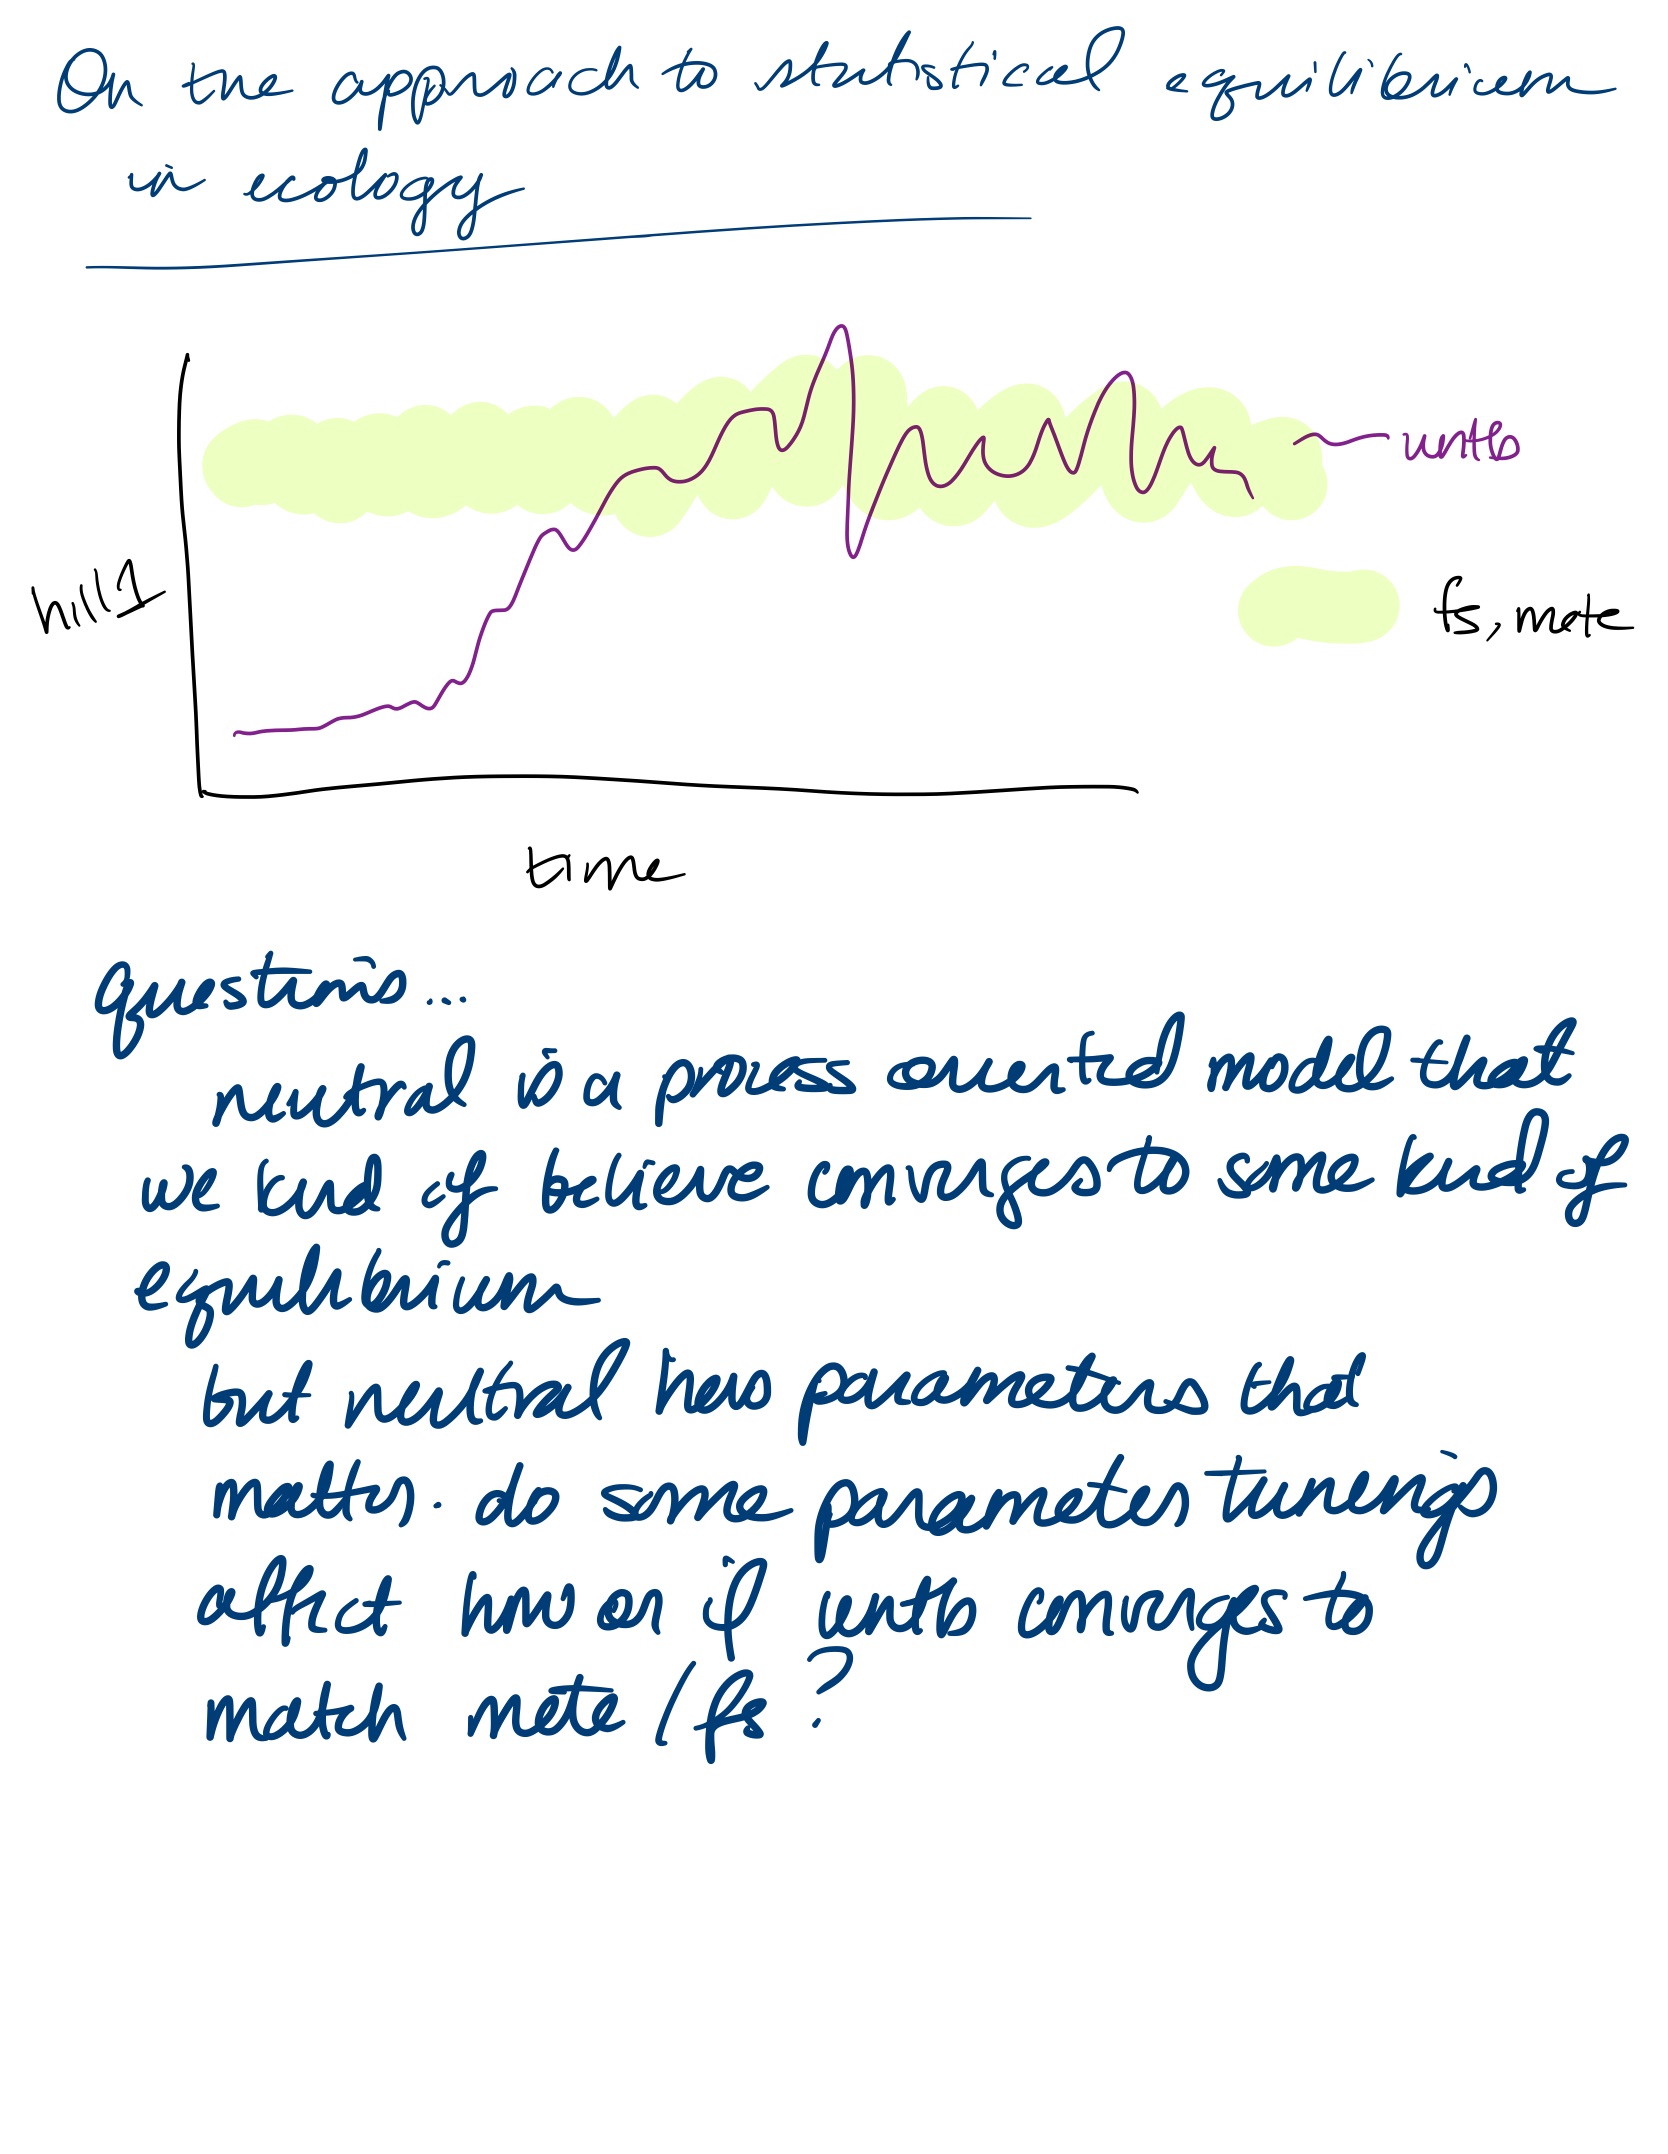 On the approach to statistical equilibrium
in ecology
untb
hill1
fs, mete
time
questions...
neutral is a process oriented model that
we kind of believe converges to some kind of
equilibrium
but neutral has parameters that
matter. do some parameter tunings
affect how or if untb converges to
match mete/fs?